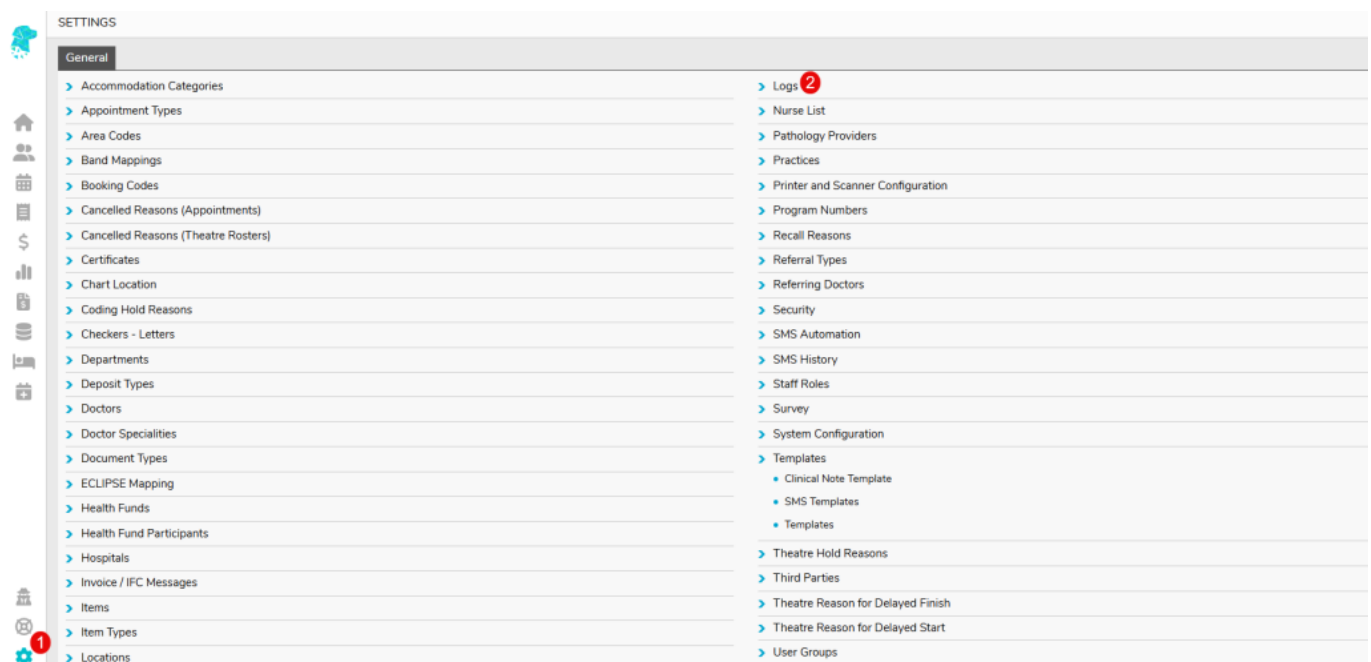 SETTINGS
General
Accommodation Categories
Appointment Types
Area Codes
Band Mappings
Booking Codes
Cancelled Reasons (Appointments)
Cancelled Reasons (Theatre Rosters)
Certificates
Chart Location
Coding Hold Reasons
Checkers - Letters
Departments
Deposit Types
Doctors
Doctor Specialities
Document Types
ECLIPSE Mapping
Health Funds
Health Fund Participants
Hospitals
Invoice / IFC Messages
Items
Item Types
1
Locations
Logs 2
Nurse List
Pathology Providers
Practices
Printer and Scanner Configuration
Program Numbers
Recall Reasons
Referral Types
Referring Doctors
Security
SMS Automation
SMS History
Staff Roles
Survey
System Configuration
Templates
Clinical Note Template
SMS Templates
Templates
Theatre Hold Reasons
Third Parties
Theatre Reason for Delayed Finish
Theatre Reason for Delayed Start
User Groups